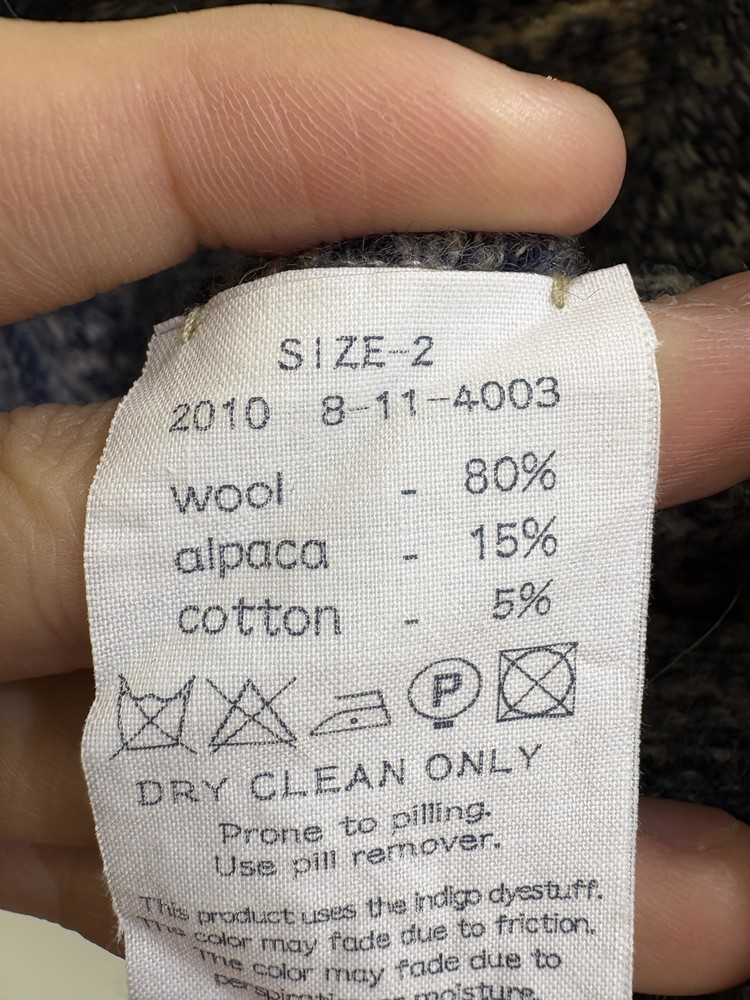 SIZE-2
2010 8-11-4003
wool - 80%
alpaca - 15%
cotton - 5%
P
DRY CLEAN ONLY
Prone to pilling.
Use pill remover.
This product uses the indigo dyestuff.
The color may fade due to friction.
The color may fade due to
perspiration moisture